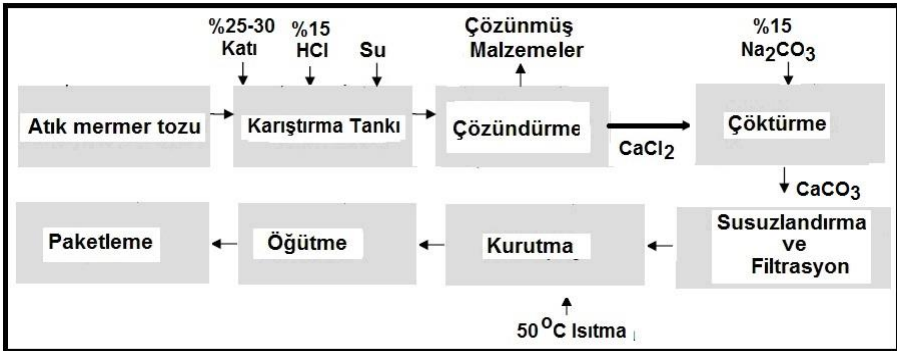 %25-30
Katı
%15
HCl
Su
Çözünmüş
Malzemeler
%15
Na2CO3
Atık mermer tozu
Karıştırma Tankı
Çözündürme
CaCl2
Çöktürme
CaCO3
Paketleme
Öğütme
Kurutma
Susuzlandırma
ve
Filtrasyon
50 oC Isıtma